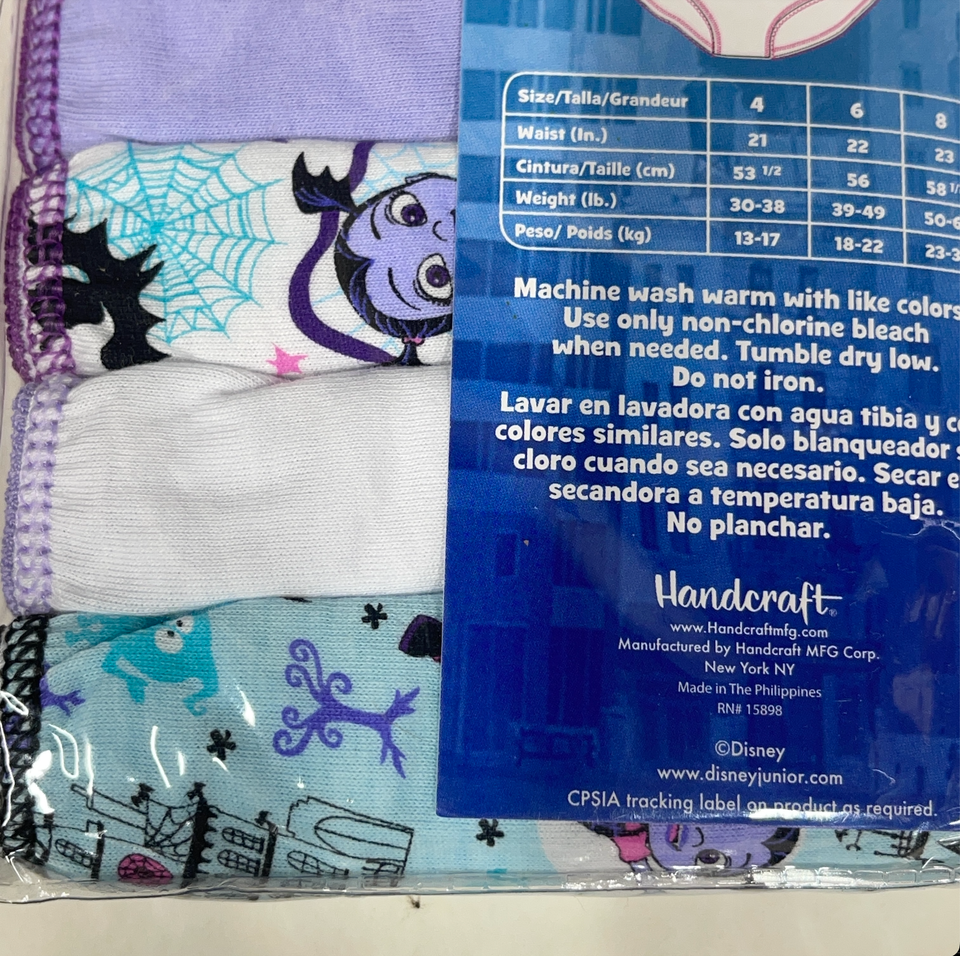 Size/Talla/Grandeur 4 6 8
Waist (In.) 21 22 23
Cintura/Taille (cm) 53 1/2 56 58
Weight (lb.) 30-38 39-49 50-
Peso/ Poids (kg) 13-17 18-22 23-
Machine wash warm with like colors
Use only non-chlorine bleach
when needed. Tumble dry low.
Do not iron.
Lavar en lavadora con agua tibia y
colores similares. Solo blanqueador
cloro cuando sea necesario. Secar e
secandora a temperatura baja.
No planchar.
Handcraft®
www.Handcraftmfg.com
Manufactured by Handcraft MFG Corp.
New York NY
Made in The Philippines
RN# 15898
©Disney
www.disneyjunior.com
CPSIA tracking label on product as required.